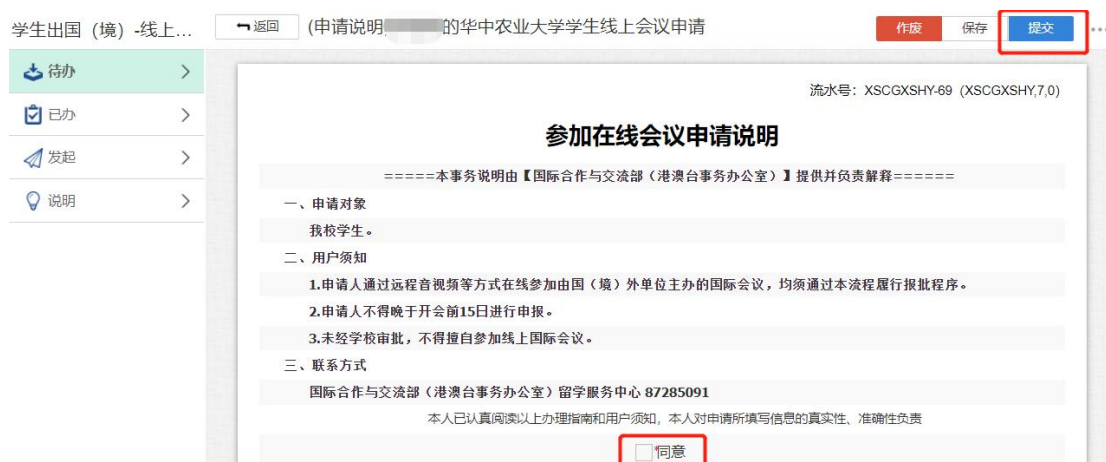 学生出国（境）-线上...
返回
(申请说明
的华中农业大学学生线上会议申请
作废
保存
提交
...
待办
已办
发起
说明
流水号：XSCGXSHY-69 (XSCGXSHY,7,0)
参加在线会议申请说明
=====本事务说明由【国际合作与交流部（港澳台事务办公室）】提供并负责解释======
一、申请对象
我校学生。
二、用户须知
1.申请人通过远程音视频等方式在线参加由国（境）外单位主办的国际会议，均须通过本流程履行报批程序。
2.申请人不得晚于开会前15日进行申报。
3.未经学校审批，不得擅自参加线上国际会议。
三、联系方式
国际合作与交流部（港澳台事务办公室）留学服务中心 87285091
本人已认真阅读以上办理指南和用户须知，本人对申请所填写信息的真实性、准确性负责
*同意